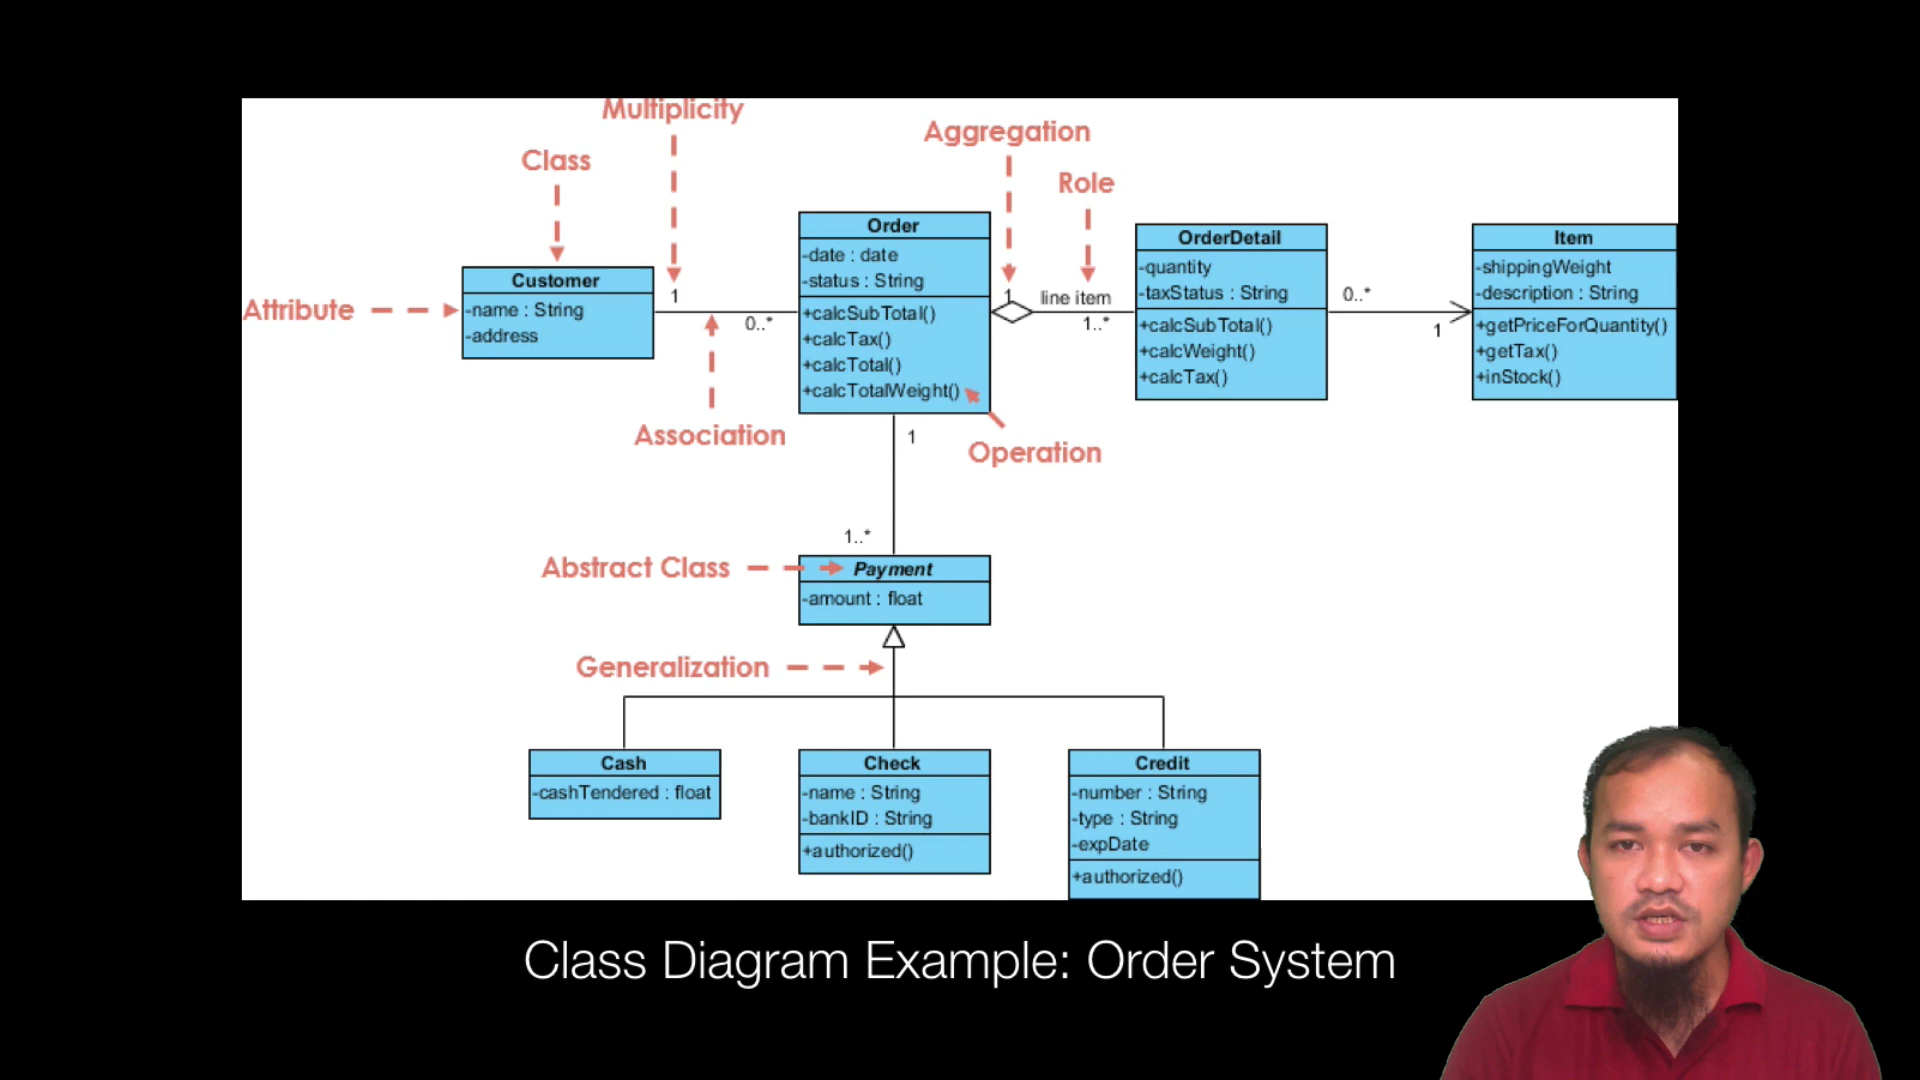 Multiplicity
Aggregation
Class
Role
Order
-date : date
-status : String
+calcSubTotal()
+calcTax()
+calcTotal()
+calcTotalWeight()
OrderDetail
-quantity
-taxStatus : String
+calcSubTotal()
+calcWeight()
+calcTax()
Item
-shippingWeight
-description : String
+getPriceForQuantity()
+getTax()
+inStock()
Customer
-name : String
-address
Attribute
1
0..*
1
line item
1..*
0..*
1
Association
Operation
1
1..*
Abstract Class
Payment
-amount : float
Generalization
Cash
-cashTendered : float
Check
-name : String
-bankID : String
+authorized()
Credit
-number : String
-type : String
-expDate
+authorized()
Class Diagram Example: Order System